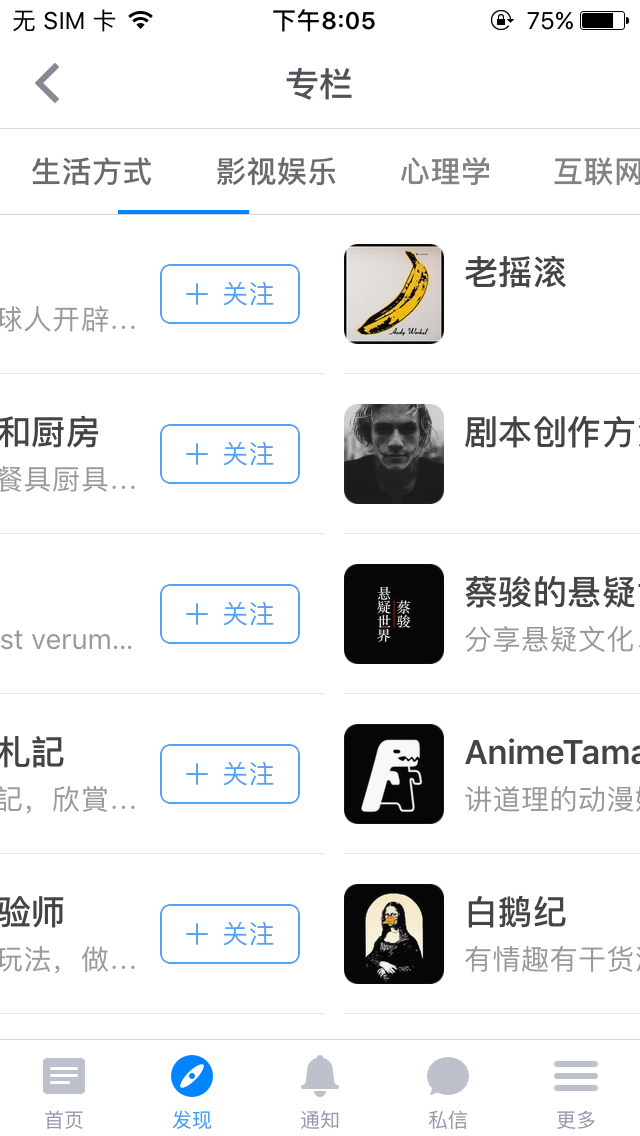 无 SIM 卡 下午8:05 75%
专栏
生活方式 影视娱乐 心理学 互联网
球人开辟... ＋ 关注
老摇滚
Andy Warhol
和厨房
餐具厨具... ＋ 关注
剧本创作方
st verum... ＋ 关注
悬疑世界 蔡骏
蔡骏的悬疑
分享悬疑文化
札記
記，欣賞... ＋ 关注
AnimeTama
讲道理的动漫
验师
玩法，做... ＋ 关注
白鹅纪
有情趣有干货
首页 发现 通知 私信 更多